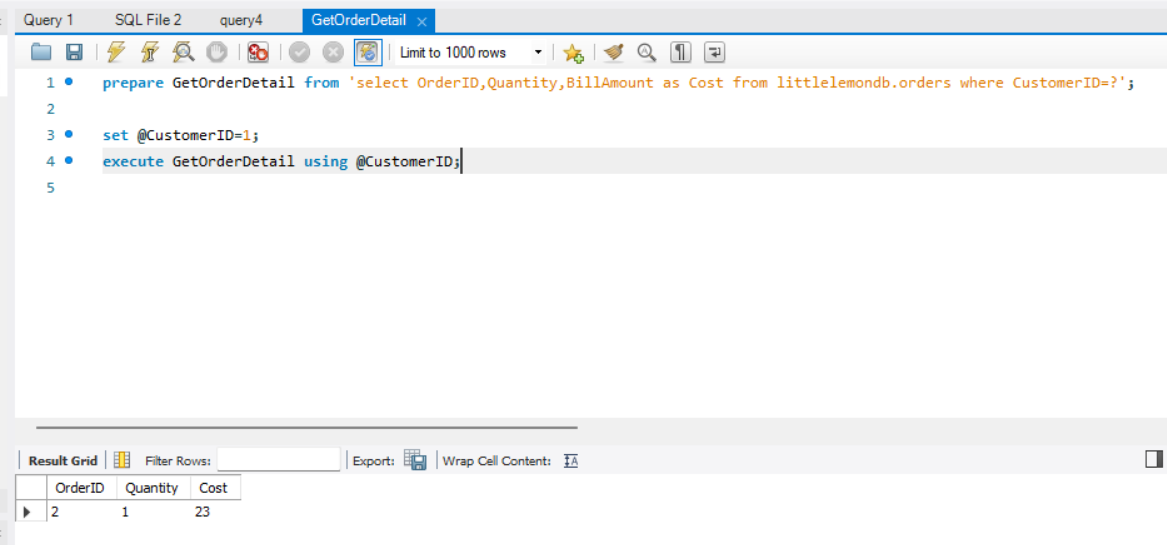 Query 1 SQL File 2 query4 GetOrderDetail ×
Limit to 1000 rows
1 prepare GetOrderDetail from 'select OrderID,Quantity,BillAmount as Cost from littlelemondb.orders where CustomerID=?';
2
3 set @CustomerID=1;
4 execute GetOrderDetail using @CustomerID;
5
Result Grid Filter Rows: Export: Wrap Cell Content:
OrderID Quantity Cost
2 1 23